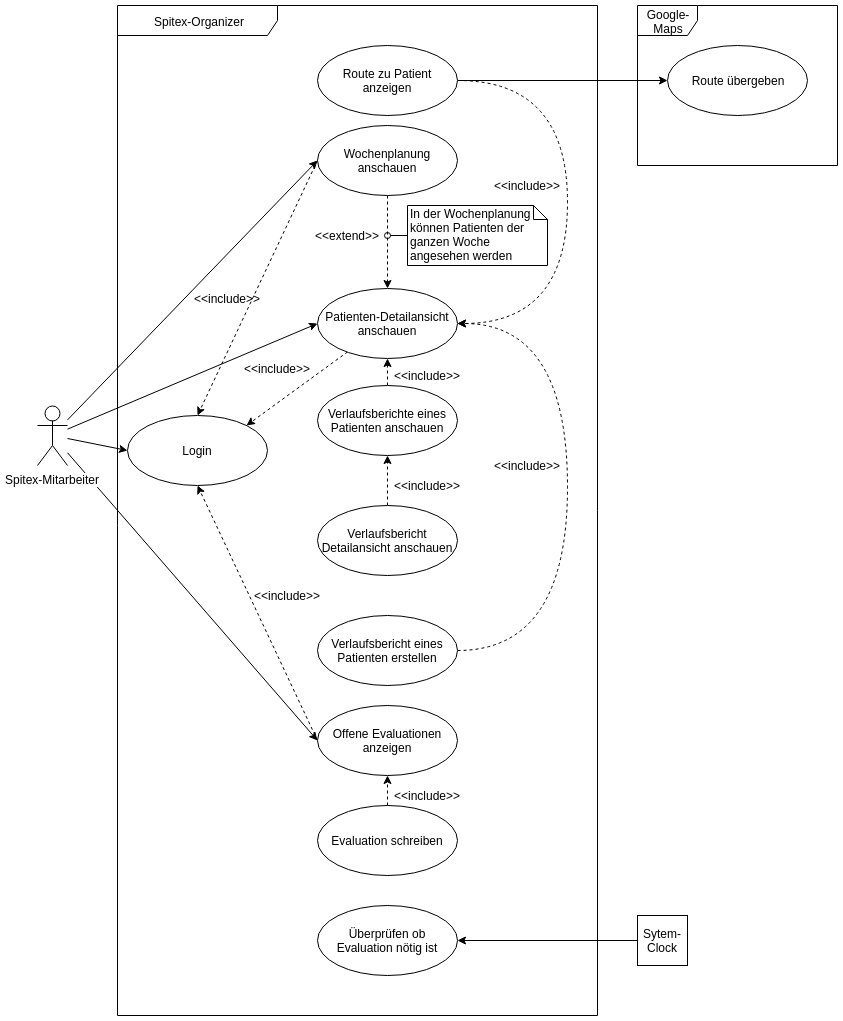 Spitex-Organizer
Google-
Maps
Route zu Patient
anzeigen
Route übergeben
Wochenplanung
anschauen
<<include>>
In der Wochenplanung
können Patienten der
ganzen Woche
angesehen werden
<<extend>>
<<include>>
Patienten-Detailansicht
anschauen
<<include>>
<<include>>
Verlaufsberichte eines
Patienten anschauen
Login
Spitex-Mitarbeiter
<<include>>
<<include>>
Verlaufsbericht
Detailansicht anschauen
<<include>>
Verlaufsbericht eines
Patienten erstellen
Offene Evaluationen
anzeigen
<<include>>
Evaluation schreiben
Überprüfen ob
Evaluation nötig ist
Sytem-
Clock